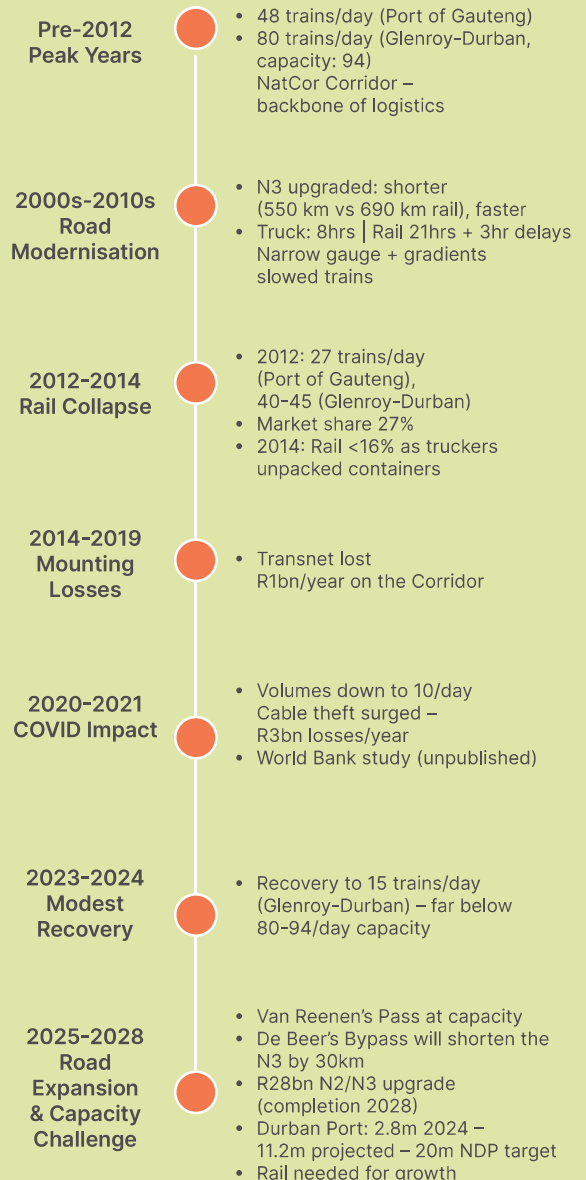 Pre-2012
Peak Years
• 48 trains/day (Port of Gauteng)
• 80 trains/day (Glenroy-Durban,
capacity: 94)
NatCor Corridor –
backbone of logistics
2000s-2010s
Road
Modernisation
• N3 upgraded: shorter
(550 km vs 690 km rail), faster
• Truck: 8hrs | Rail 21hrs + 3hr delays
Narrow gauge + gradients
slowed trains
2012-2014
Rail Collapse
• 2012: 27 trains/day
(Port of Gauteng),
40-45 (Glenroy-Durban)
• Market share 27%
• 2014: Rail <16% as truckers
unpacked containers
2014-2019
Mounting
Losses
• Transnet lost
R1bn/year on the Corridor
2020-2021
COVID Impact
• Volumes down to 10/day
Cable theft surged –
R3bn losses/year
• World Bank study (unpublished)
2023-2024
Modest
Recovery
• Recovery to 15 trains/day
(Glenroy-Durban) – far below
80-94/day capacity
2025-2028
Road
Expansion
& Capacity
Challenge
• Van Reenen's Pass at capacity
• De Beer's Bypass will shorten the
N3 by 30km
• R28bn N2/N3 upgrade
(completion 2028)
• Durban Port: 2.8m 2024 –
11.2m projected – 20m NDP target
• Rail needed for growth